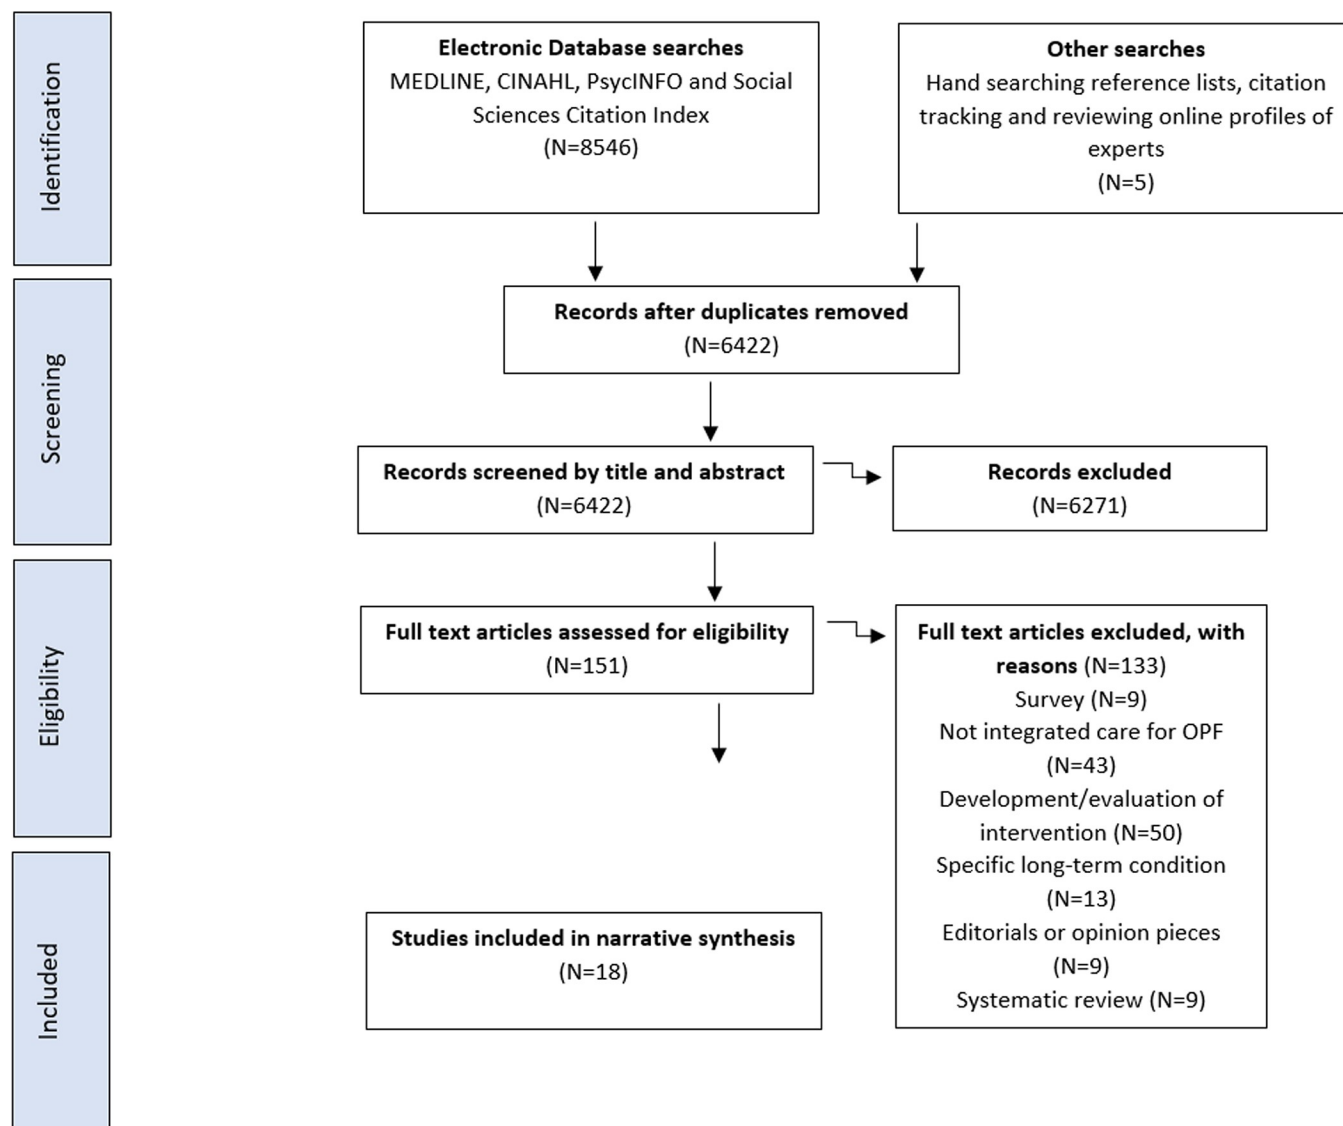 Identification
Electronic Database searches
MEDLINE, CINAHL, PsycINFO and Social
Sciences Citation Index
(N=8546)
Other searches
Hand searching reference lists, citation
tracking and reviewing online profiles of
experts
(N=5)
Screening
Records after duplicates removed
(N=6422)
Records screened by title and abstract
(N=6422)
Records excluded
(N=6271)
Eligibility
Full text articles assessed for eligibility
(N=151)
Full text articles excluded, with
reasons (N=133)
Survey (N=9)
Not integrated care for OPF
(N=43)
Development/evaluation of
intervention (N=50)
Specific long-term condition
(N=13)
Editorials or opinion pieces
(N=9)
Systematic review (N=9)
Included
Studies included in narrative synthesis
(N=18)